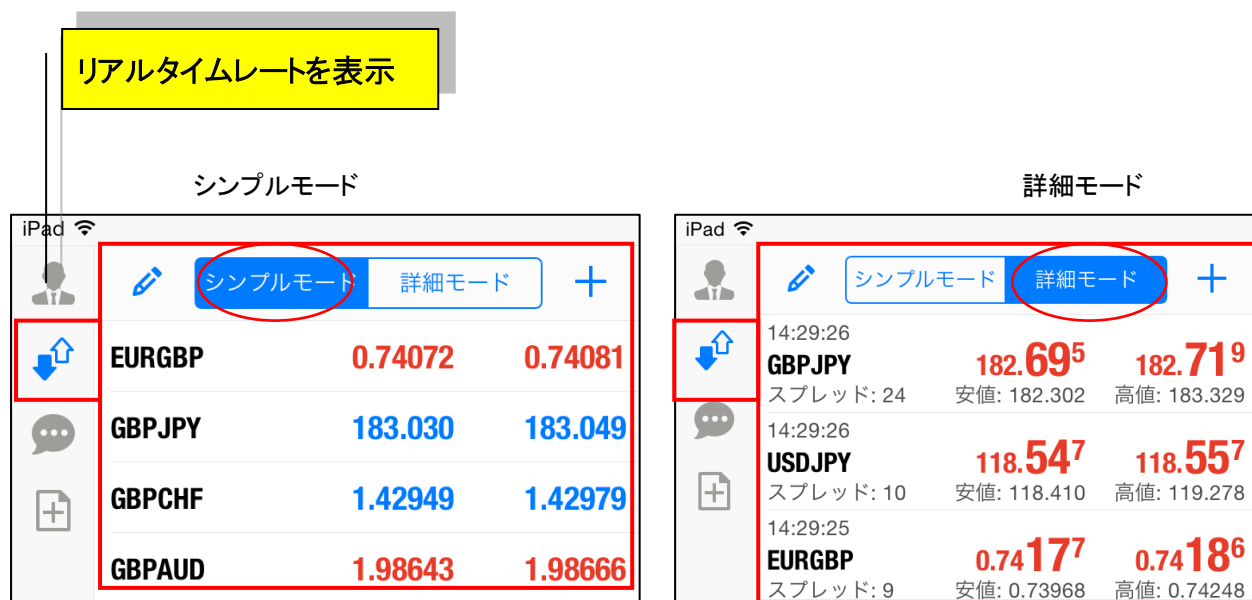 リアルタイムレートを表示
シンプルモード
iPad
シンプルモード 詳細モード
EURGBP 0.74072 0.74081
GBPJPY 183.030 183.049
GBPCHF 1.42949 1.42979
GBPAUD 1.98643 1.98666
詳細モード
iPad
シンプルモード 詳細モード
14:29:26
GBPJPY 182.695 182.719
スプレッド: 24 安値: 182.302 高値: 183.329
14:29:26
USDJPY 118.547 118.557
スプレッド: 10 安値: 118.410 高値: 119.278
14:29:25
EURGBP 0.74177 0.74186
スプレッド: 9 安値: 0.73968 高値: 0.74248